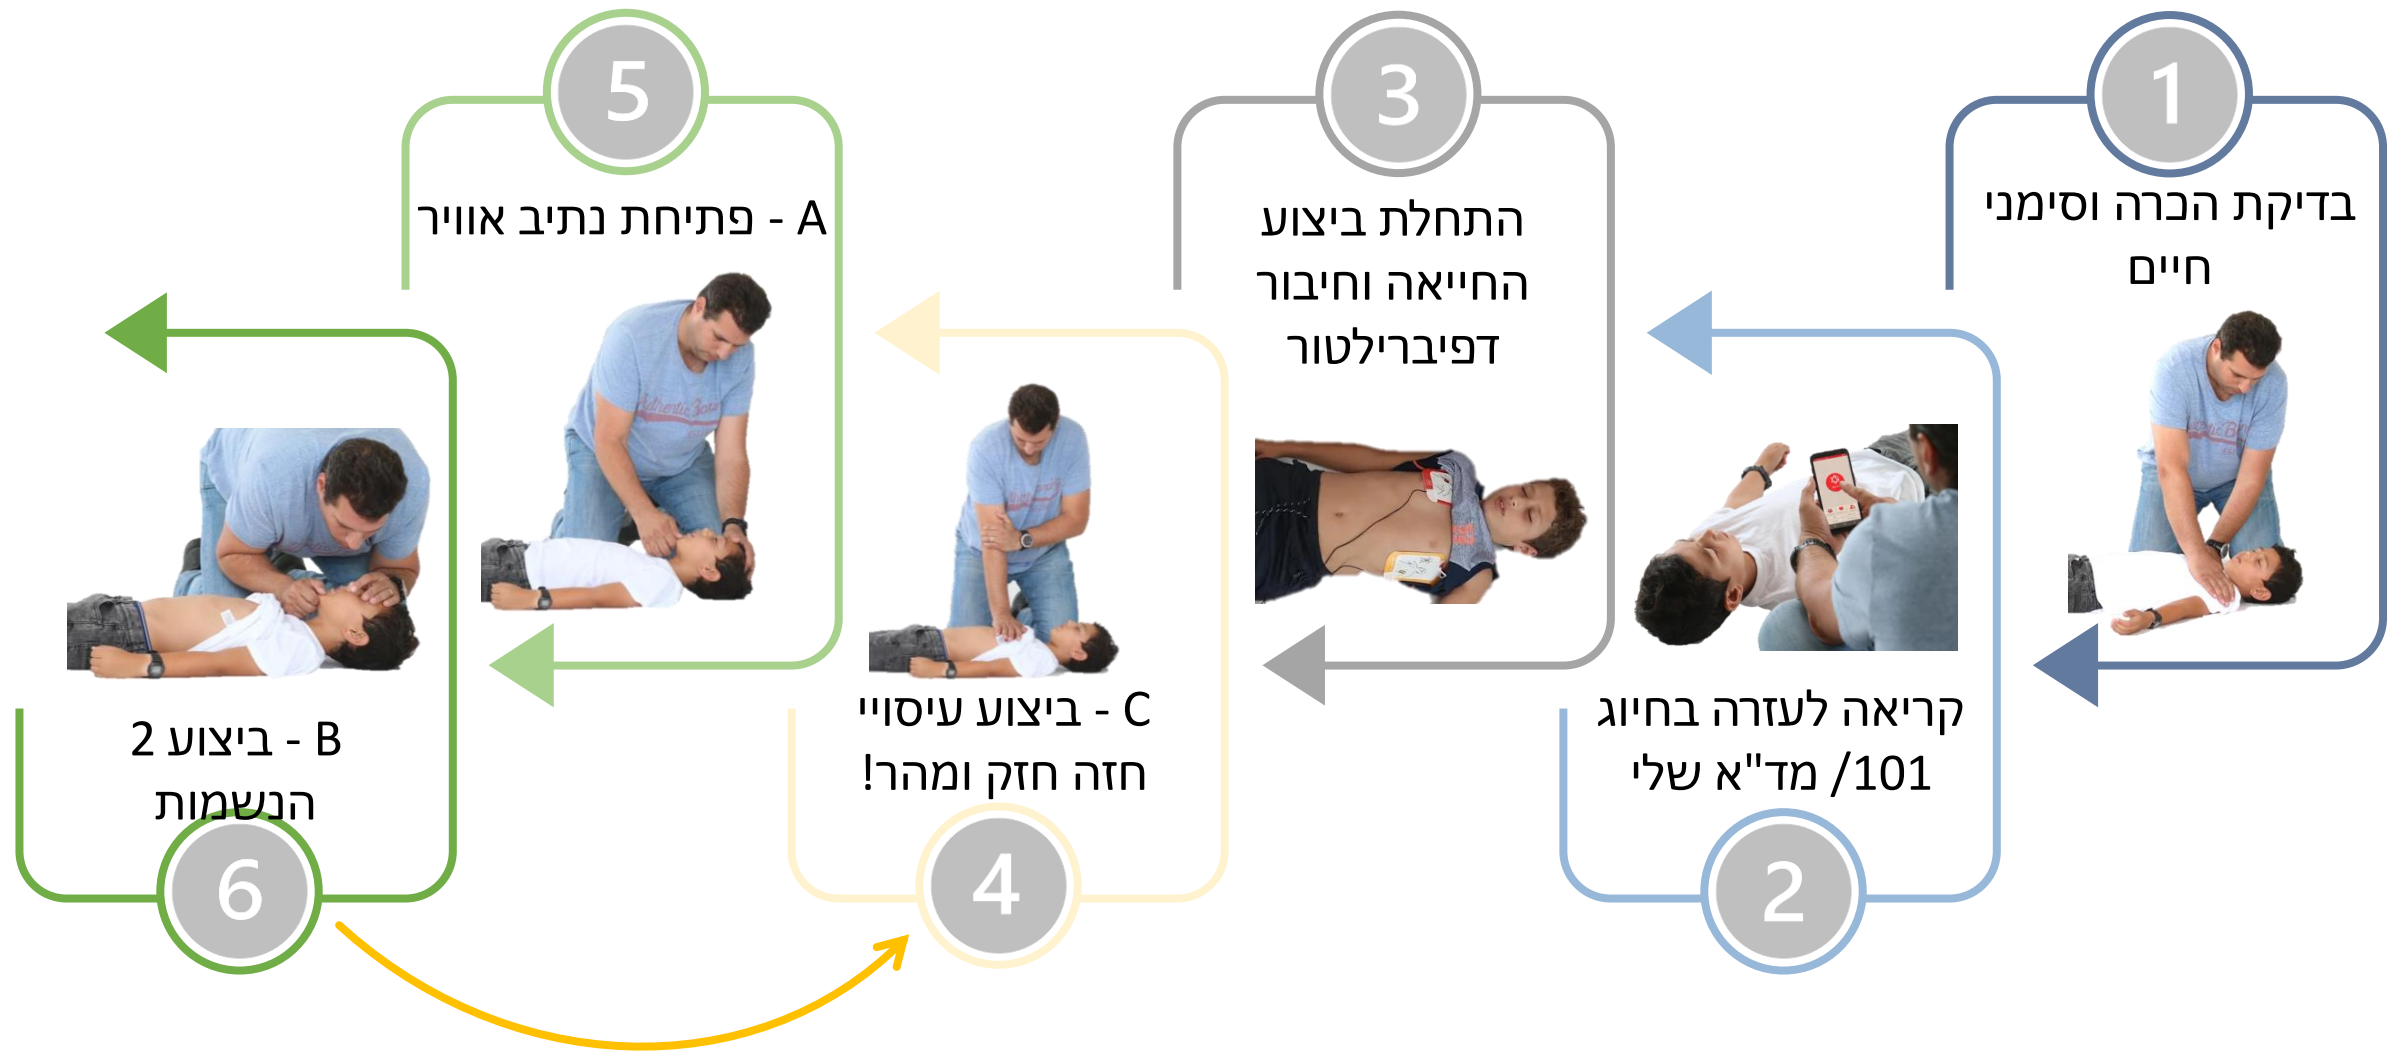 1
בדיקת הכרה וסימני
חיים
קריאה לעזרה בחיוג
101/ מד"א שלי
2
3
התחלת ביצוע
החייאה וחיבור
דפיברילטור
C - ביצוע עיסויי
חזה חזק ומהר!
4
5
A - פתיחת נתיב אוויר
B - ביצוע 2
הנשמות
6